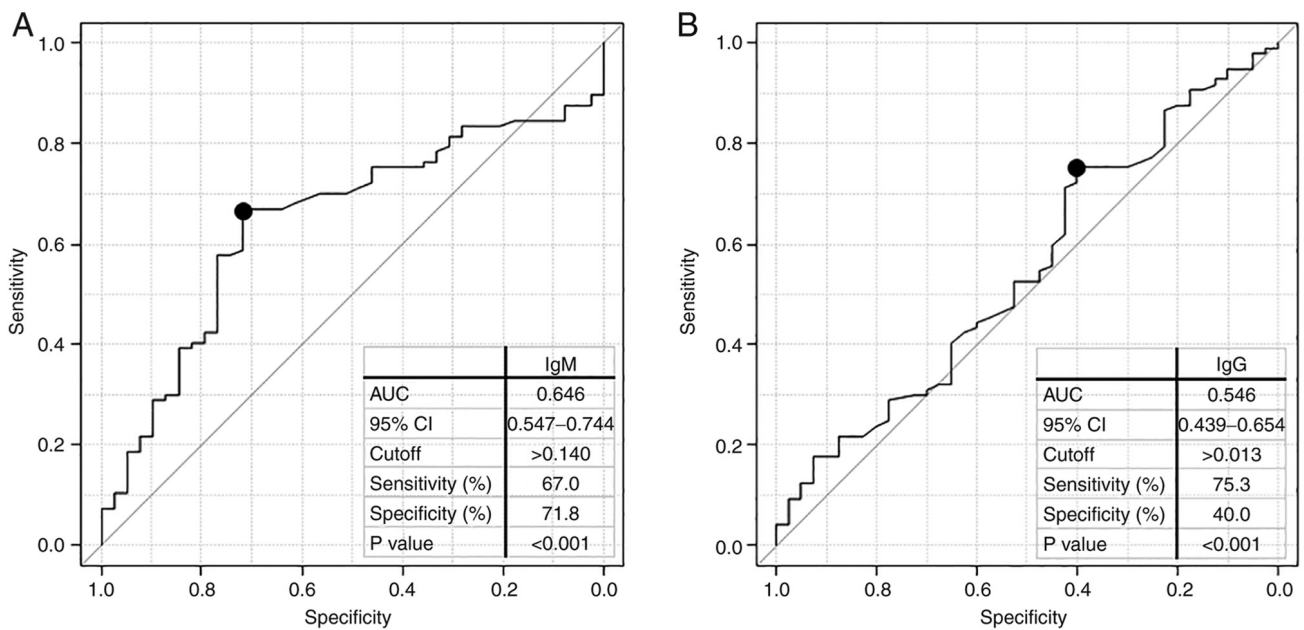 A
1.0
0.8
0.6
0.4
0.2
0.0
Sensitivity
1.0 0.8 0.6 0.4 0.2 0.0
Specificity
IgM
AUC 0.646
95% CI 0.547–0.744
Cutoff >0.140
Sensitivity (%) 67.0
Specificity (%) 71.8
P value <0.001
B
1.0
0.8
0.6
0.4
0.2
0.0
Sensitivity
1.0 0.8 0.6 0.4 0.2 0.0
Specificity
IgG
AUC 0.546
95% CI 0.439–0.654
Cutoff >0.013
Sensitivity (%) 75.3
Specificity (%) 40.0
P value <0.001